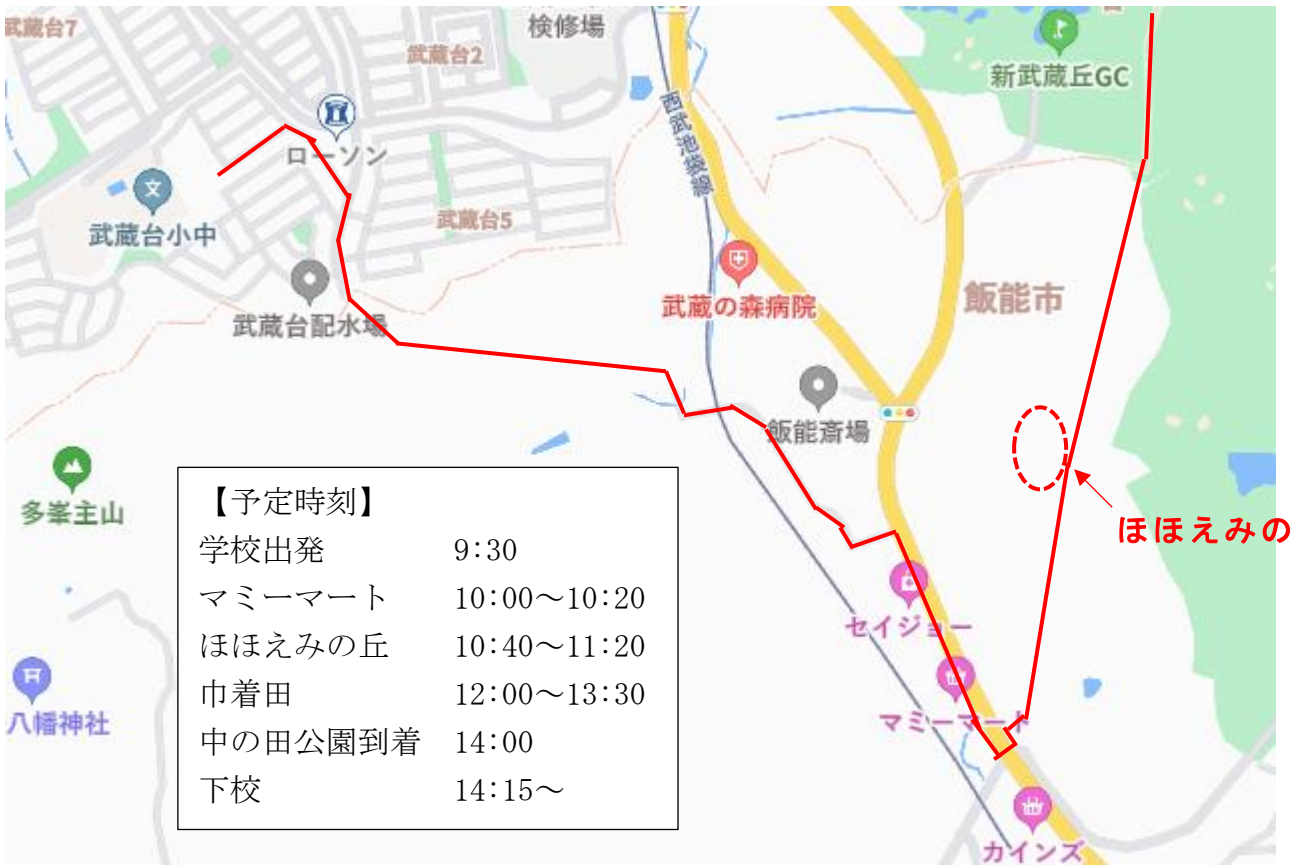 武蔵台7
検修場
武蔵台2
新武蔵丘GC
西武池袋線
ローソン
武蔵台小中
武蔵台5
武蔵台配水場
武蔵の森病院
飯能市
飯能斎場
多峯主山
ほほえみの
【予定時刻】
学校出発 9:30
マミーマート 10:00～10:20
ほほえみの丘 10:40～11:20
巾着田 12:00～13:30
中の田公園到着 14:00
下校 14:15～
セイジョー
八幡神社
マミーマート
カインズ